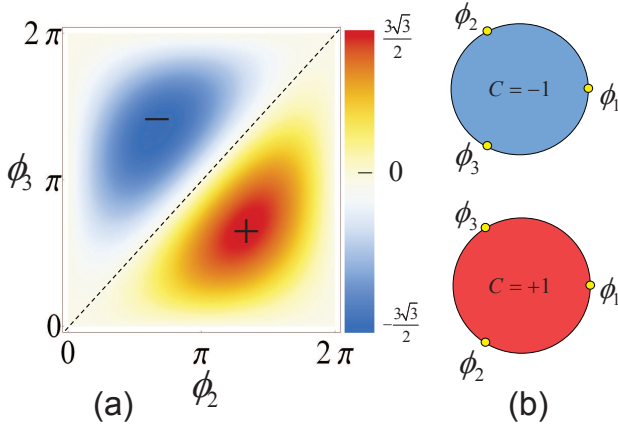 2π
ϕ₃ π
0
0 π 2π
ϕ₂
−
+
3√3/2
0
−3√3/2
(a)
ϕ₂
C = −1
ϕ₁
ϕ₃
ϕ₃
C = +1
ϕ₁
ϕ₂
(b)